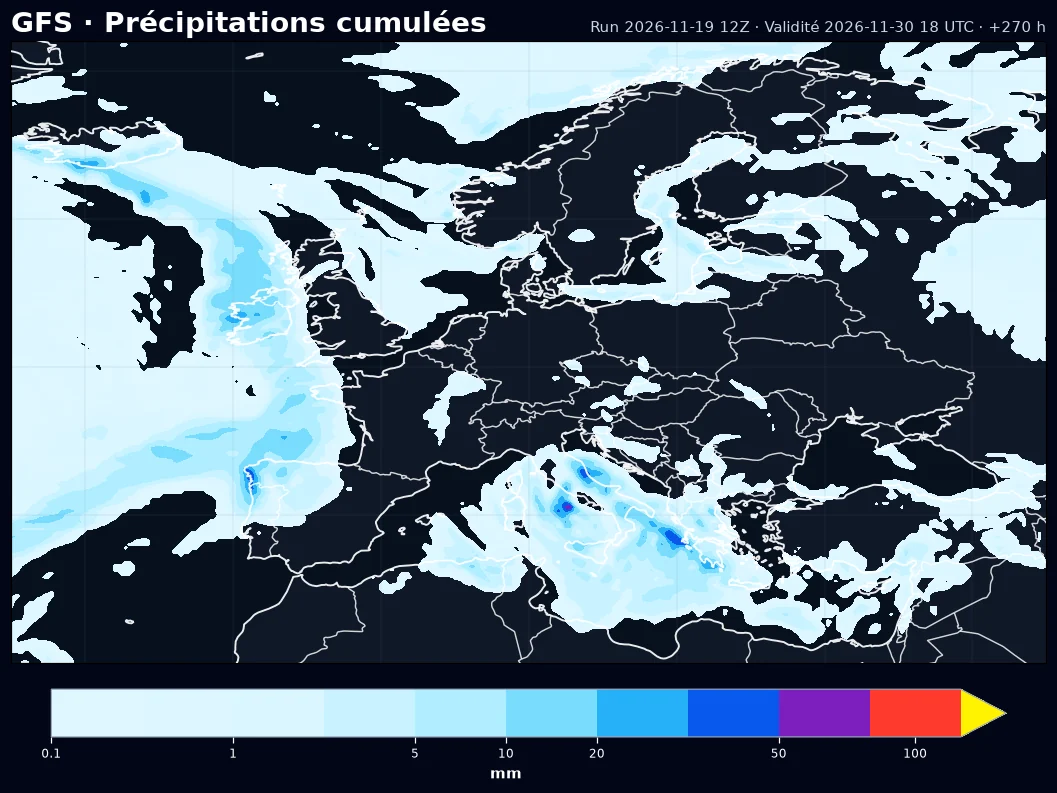 GFS · Précipitations cumulées
Run 2026-11-19 12Z · Validité 2026-11-30 18 UTC · +270 h
0.1 1 5 10 20 50 100
mm